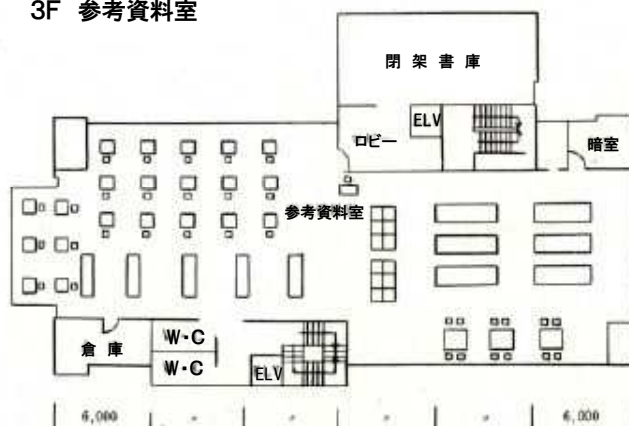 3F 参考資料室
閉架書庫
ELV
ロビー
暗室
参考資料室
倉庫
W・C
W・C
ELV
6,000 〃 〃 〃 〃 6,000